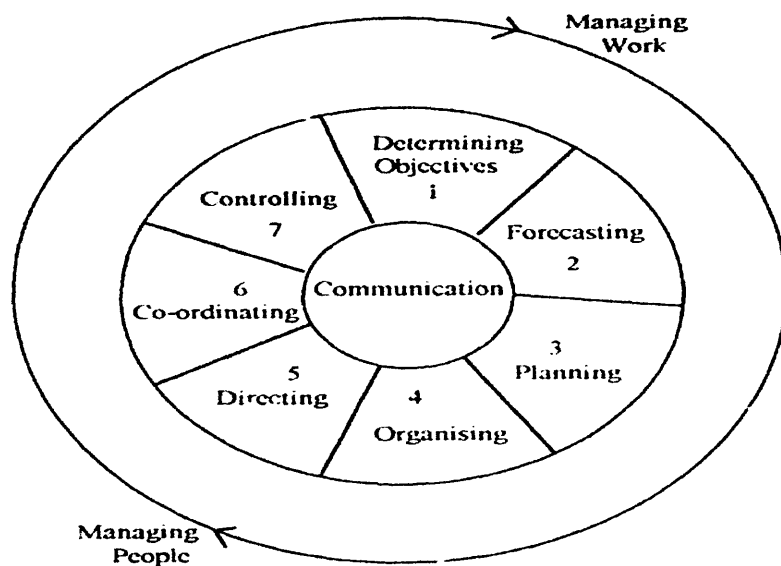 Managing
Work
Determining
Objectives
1
Forecasting
2
3
Planning
4
Organising
5
Directing
6
Co-ordinating
Controlling
7
Communication
Managing
People